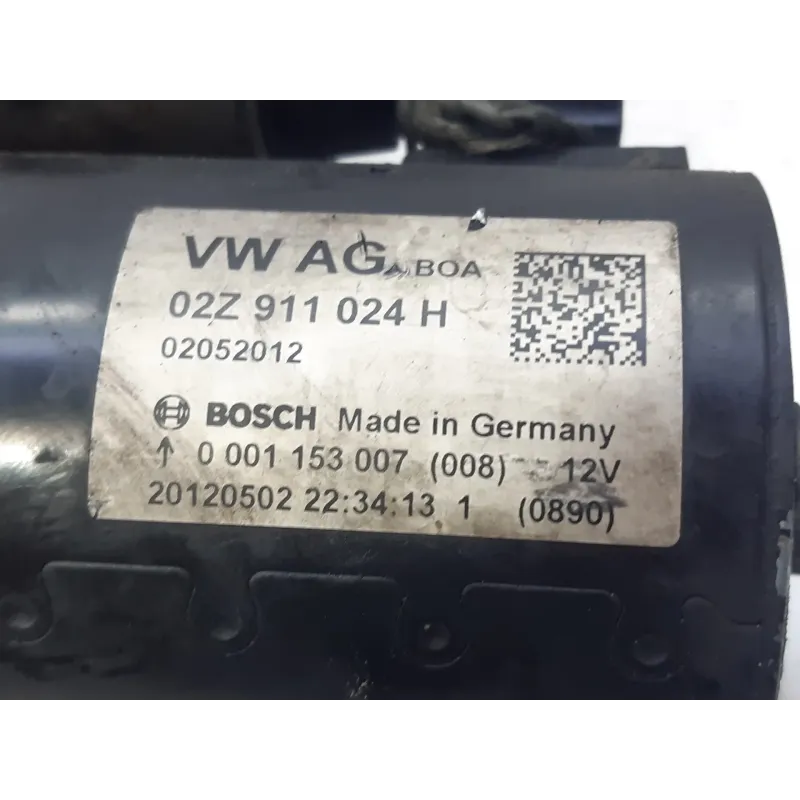 VW AG BOA
02Z 911 024 H
02052012
BOSCH Made in Germany
↑ 0 001 153 007 (008) 12V
20120502 22:34:13 1 (0890)